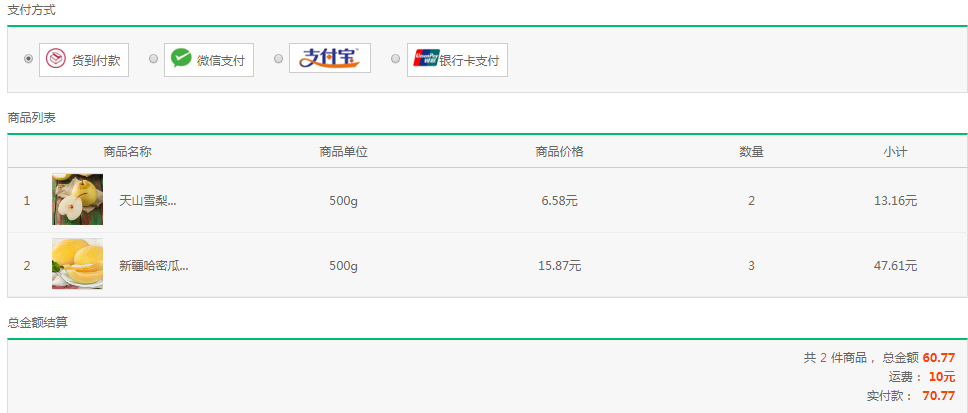 支付方式
货到付款 微信支付 支付宝 UnionPay 银联 银行卡支付
商品列表
商品名称 商品单位 商品价格 数量 小计
1 天山雪梨... 500g 6.58元 2 13.16元
2 新疆哈密瓜... 500g 15.87元 3 47.61元
总金额结算
共 2 件商品， 总金额 60.77
运费： 10元
实付款： 70.77